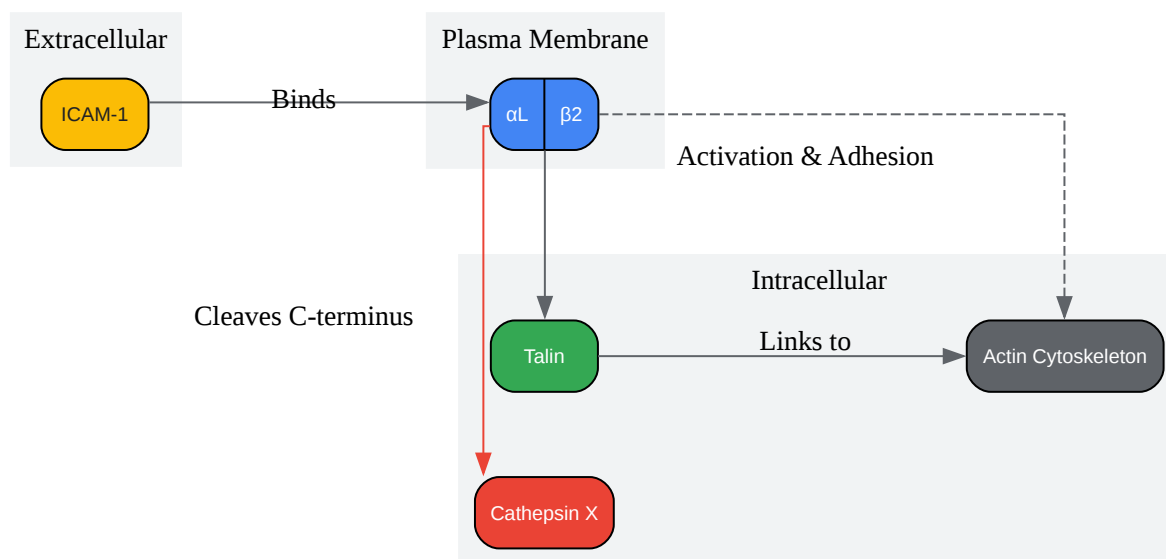 Extracellular
Plasma Membrane
ICAM-1
Binds
αL
β2
Activation & Adhesion
Intracellular
Cleaves C-terminus
Talin
Links to
Actin Cytoskeleton
Cathepsin X